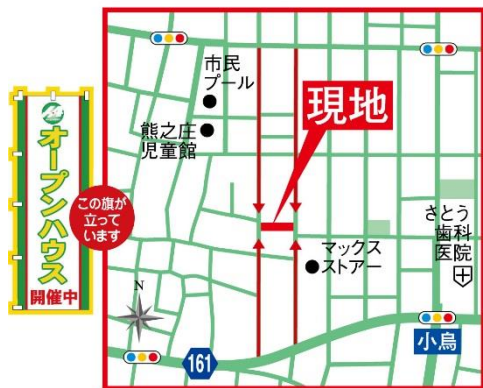 オープンハウス
開催中
この旗が
立って
います
市民
プール
熊之庄
児童館
現地
マックス
ストアー
さとう
歯科
医院
小鳥
161
N